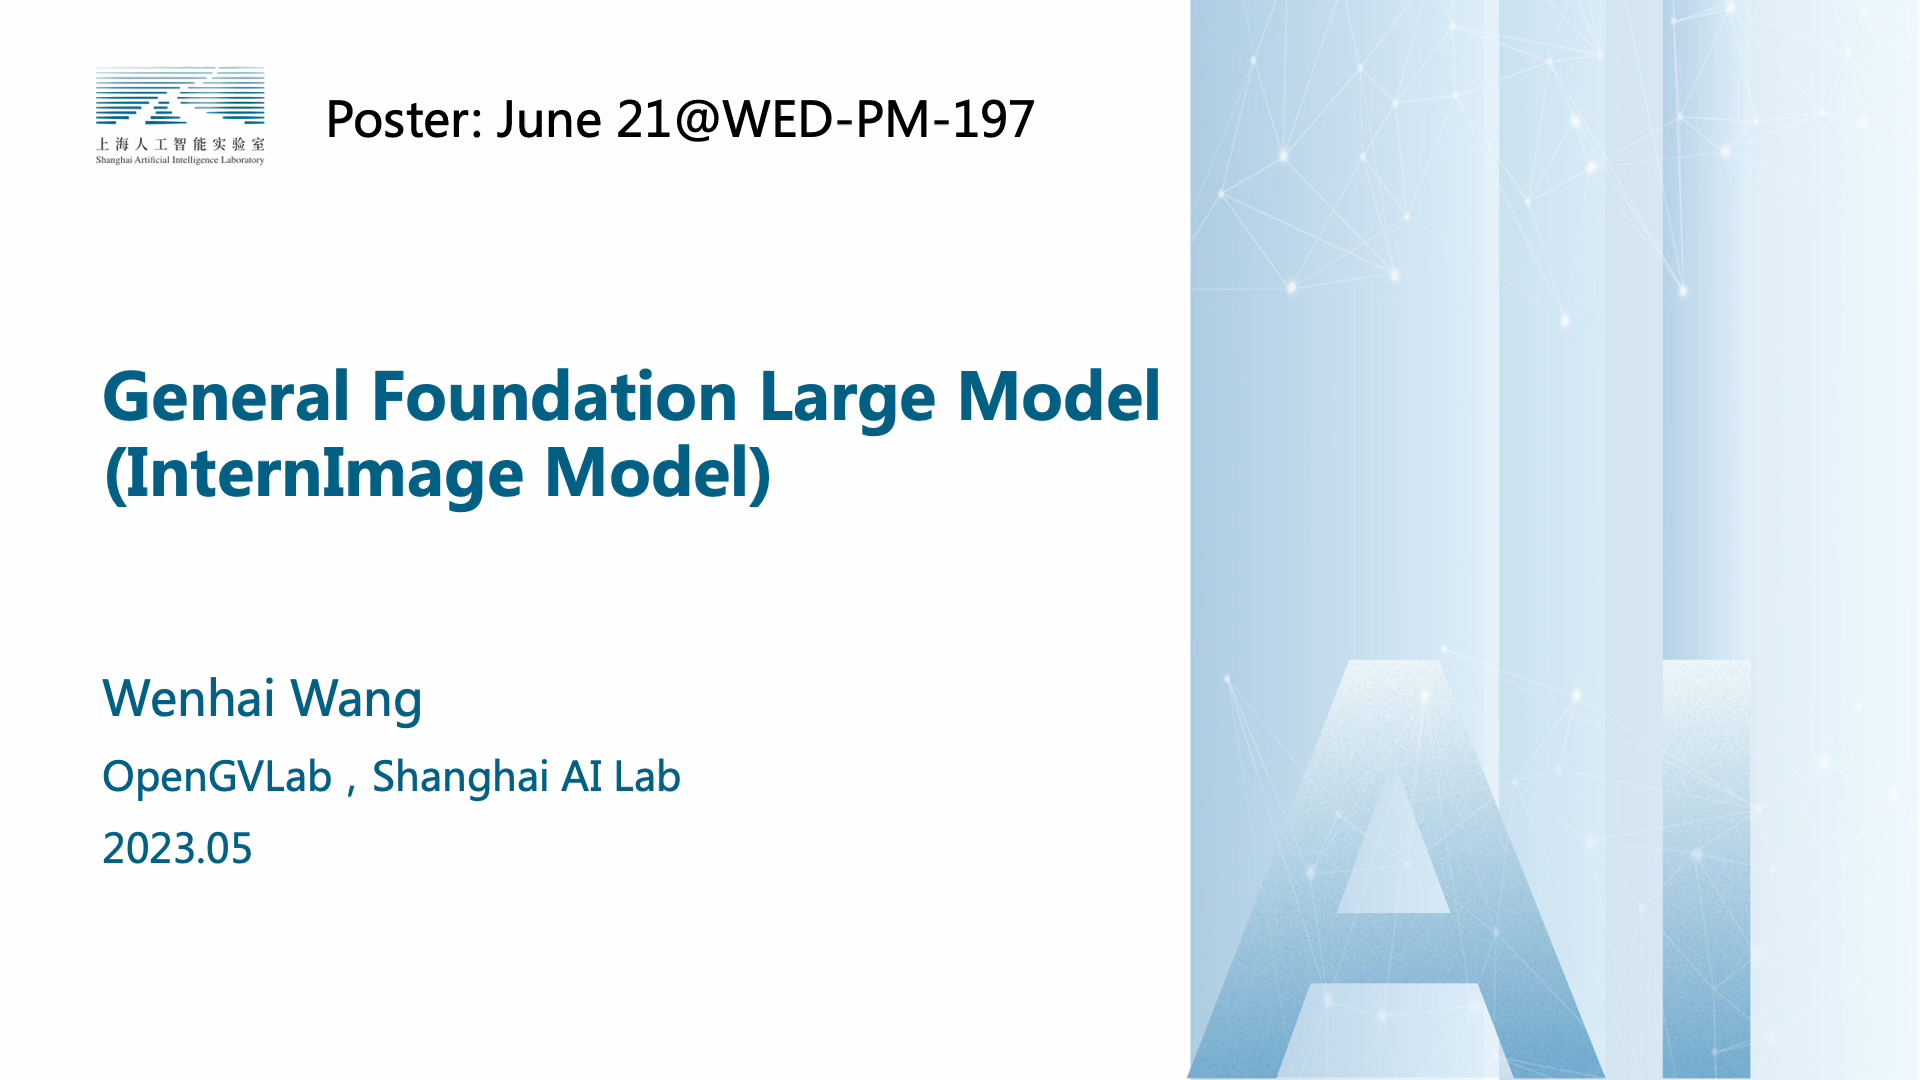 上海人工智能实验室
Shanghai Artificial Intelligence Laboratory
Poster: June 21@WED-PM-197
General Foundation Large Model
(InternImage Model)
Wenhai Wang
OpenGVLab，Shanghai AI Lab
2023.05
AI